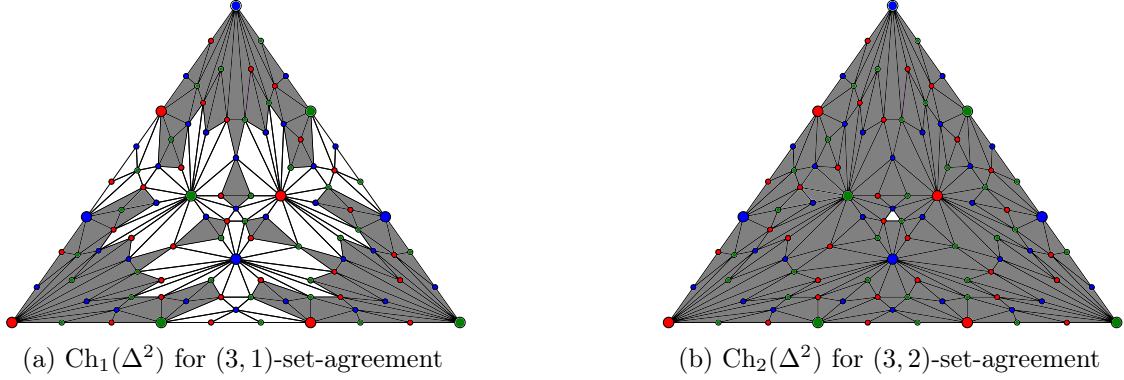 (a) Ch₁(Δ²) for (3, 1)-set-agreement
(b) Ch₂(Δ²) for (3, 2)-set-agreement